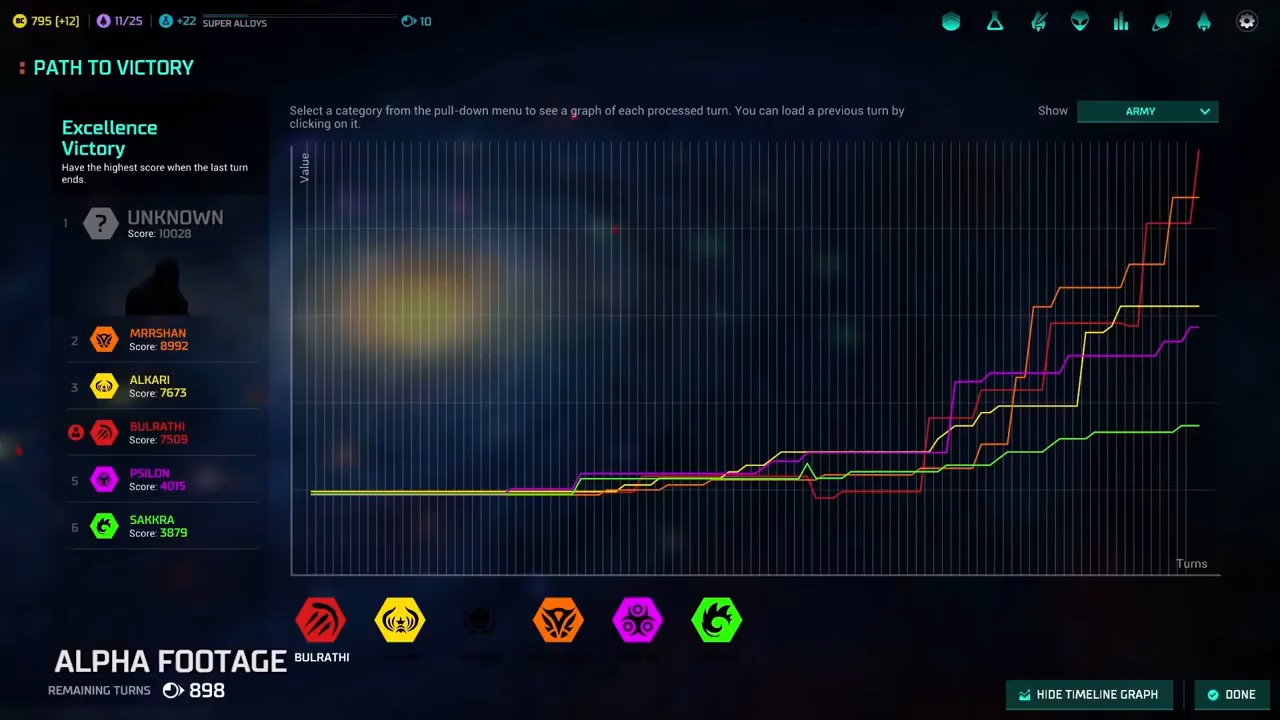 795 [+12]
11/25
+22
SUPER ALLOYS
10
PATH TO VICTORY
Excellence
Victory
Have the highest score when the last turn
ends.
Select a category from the pull-down menu to see a graph of each processed turn. You can load a previous turn by
clicking on it.
Show
ARMY
Value
1
?
UNKNOWN
Score: 10028
2
MRRSHAN
Score: 8992
3
ALKARI
Score: 7673
BULRATHI
Score: 7509
5
PSILON
Score: 4015
6
SAKKRA
Score: 3879
Turns
BULRATHI
ALPHA FOOTAGE
REMAINING TURNS
898
HIDE TIMELINE GRAPH
DONE